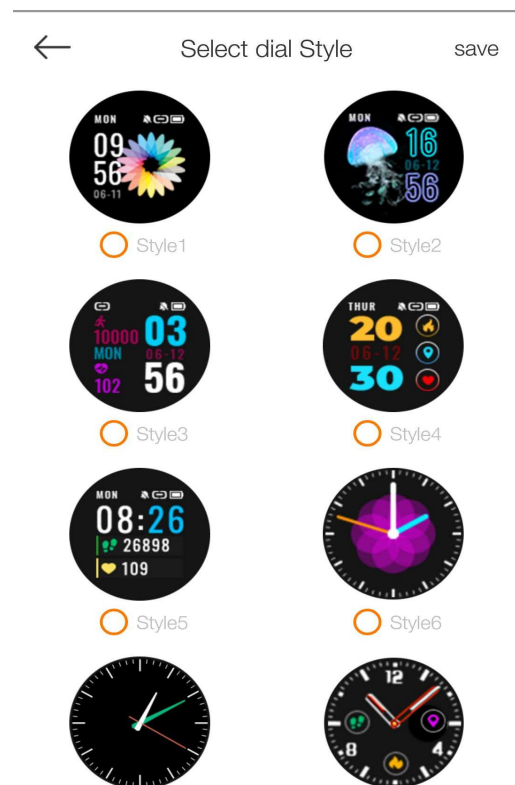 Select dial Style
save
MON
09
56
06-11
Style1
MON
16
06-12
56
Style2
10000
MON
102
03
06-12
56
Style3
THUR
20
06-12
30
Style4
MON
08:26
26898
109
Style5
Style6
12
8
4